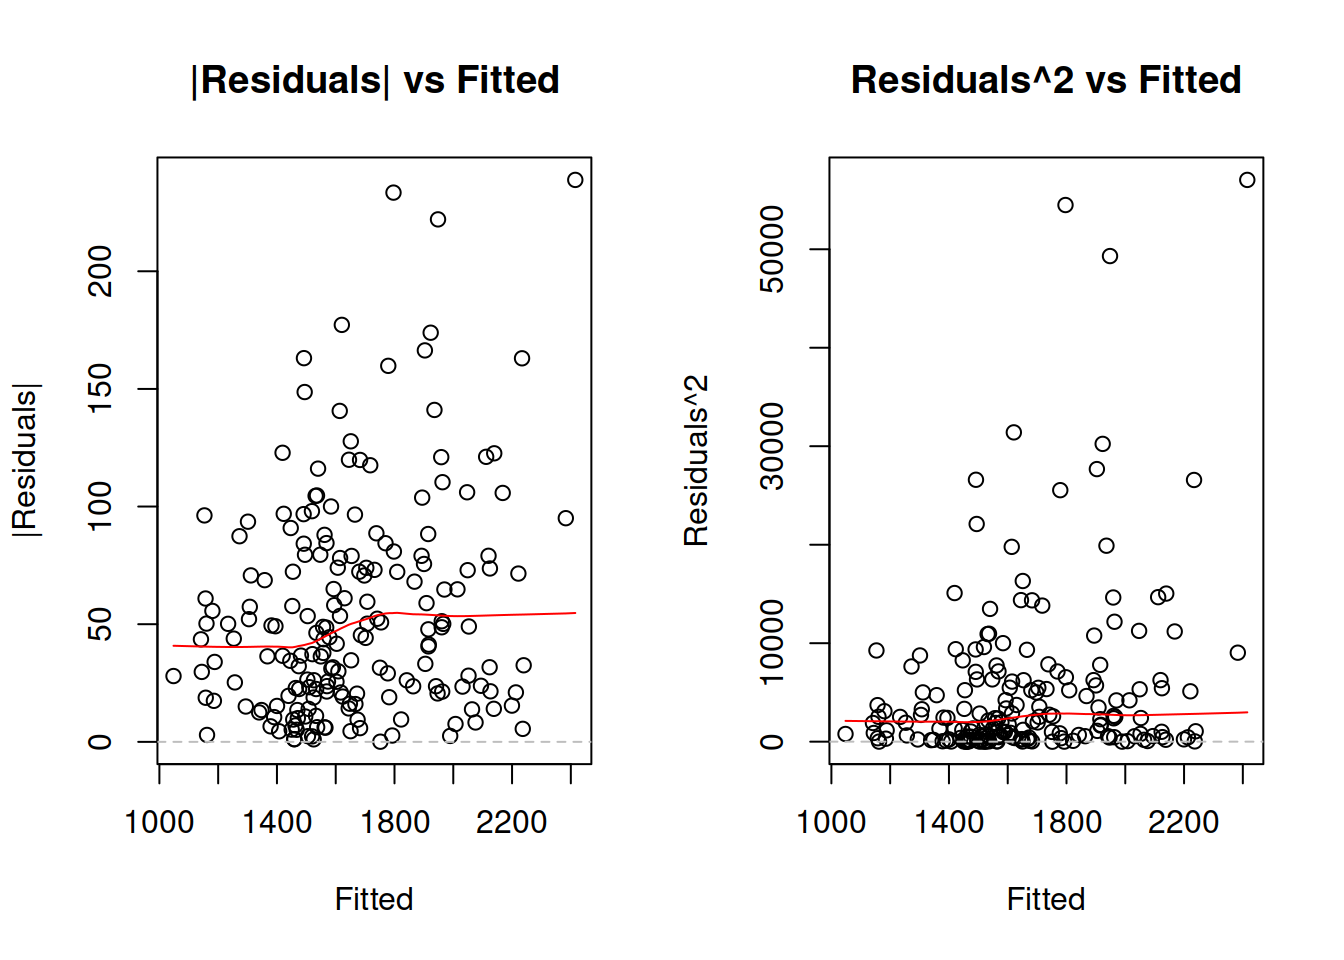 |Residuals| vs Fitted
|Residuals|
0 50 100 150 200
1000 1400 1800 2200
Fitted
Residuals^2 vs Fitted
Residuals^2
0 10000 30000 50000
1000 1400 1800 2200
Fitted